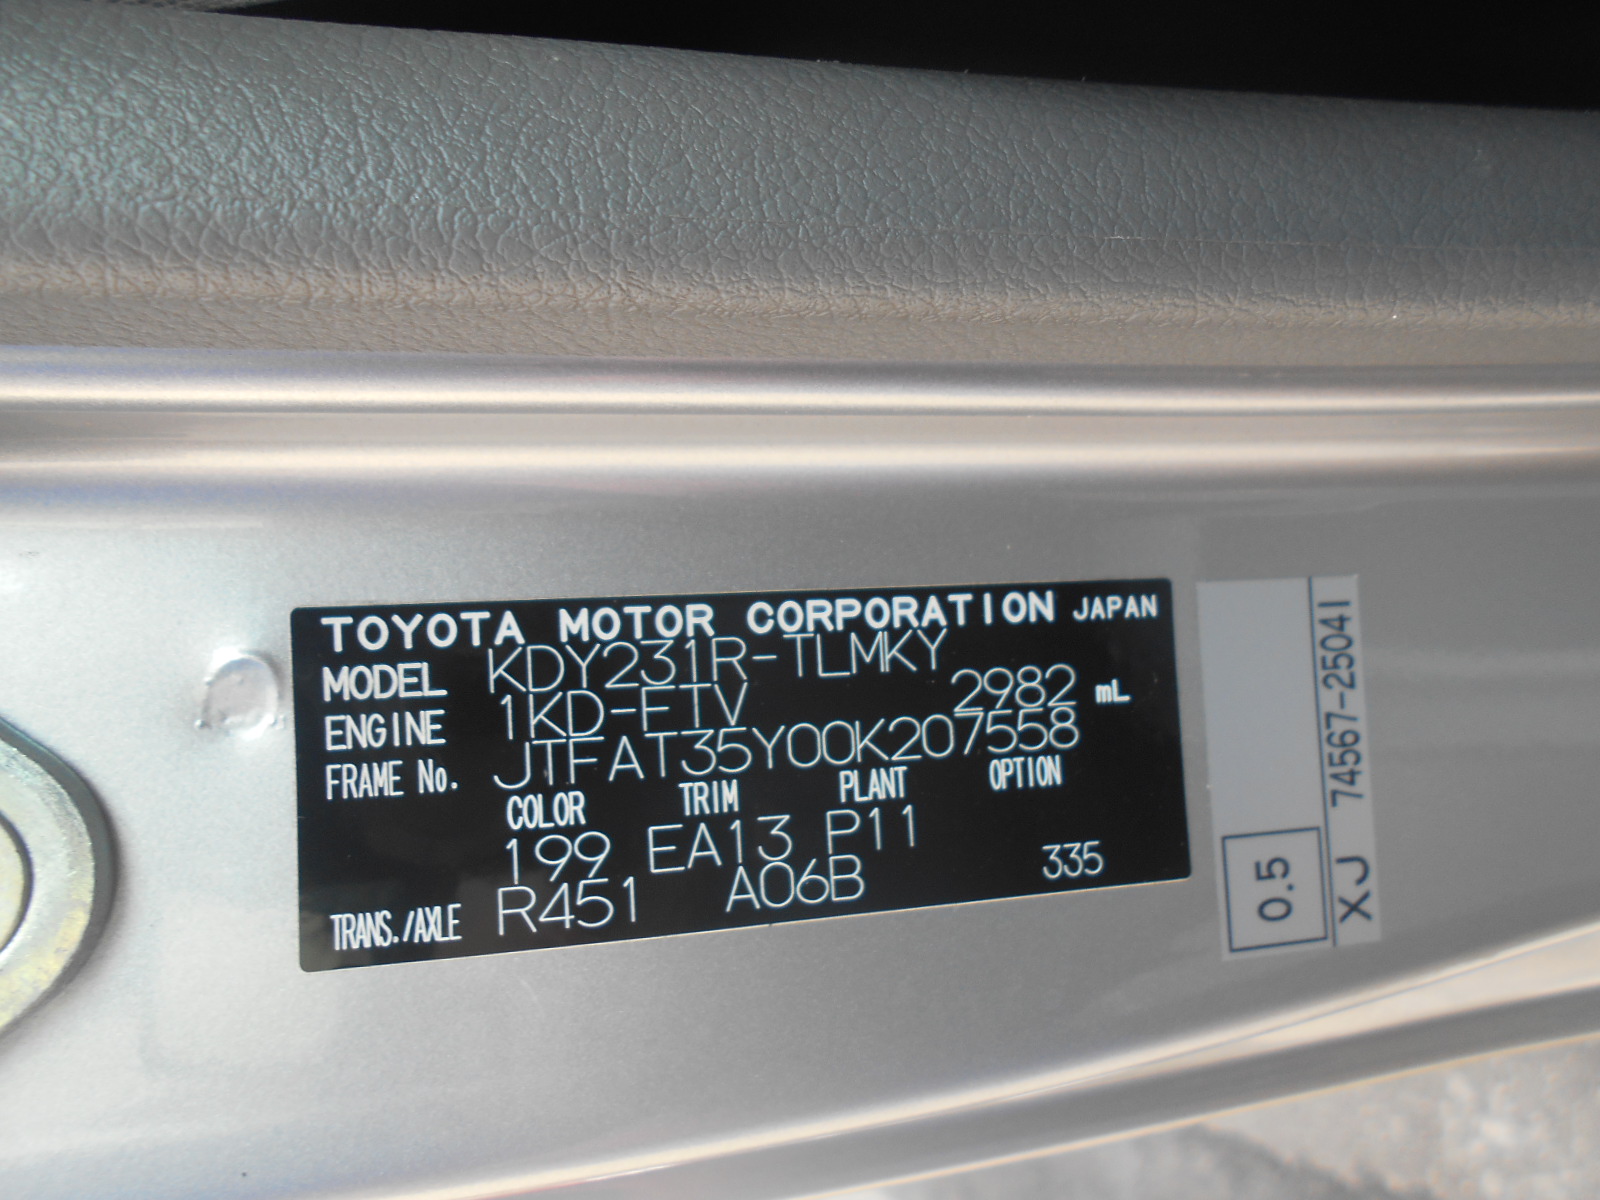 TOYOTA MOTOR CORPORATION JAPAN
MODEL KDY231R-TLMKY
ENGINE 1KD-FTV 2982 mL
FRAME No. JTFAT35Y00K207558
COLOR TRIM PLANT OPTION
199 EA13 P11
TRANS./AXLE R451 A06B 335
0.5
XJ 74567-25041